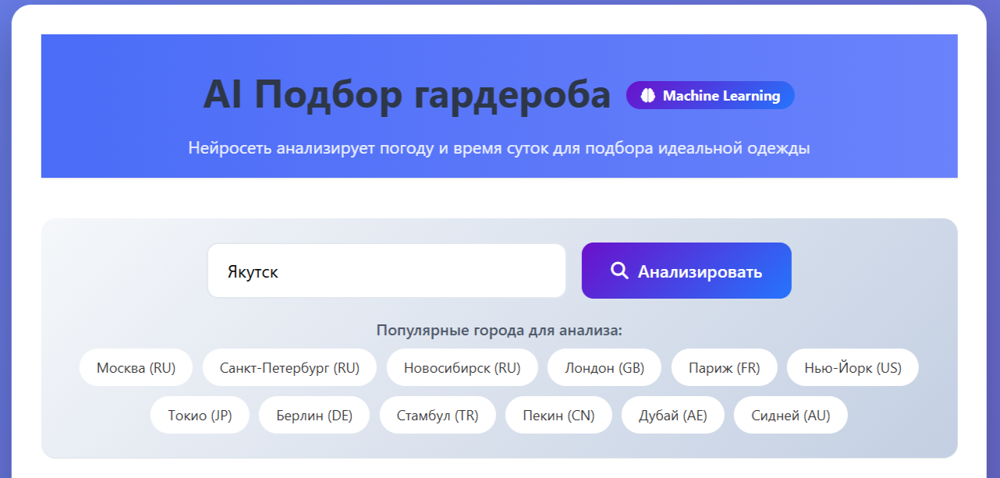 AI Подбор гардероба Machine Learning
Нейросеть анализирует погоду и время суток для подбора идеальной одежды
Якутск Анализировать
Популярные города для анализа:
Москва (RU) Санкт-Петербург (RU) Новосибирск (RU) Лондон (GB) Париж (FR) Нью-Йорк (US)
Токио (JP) Берлин (DE) Стамбул (TR) Пекин (CN) Дубай (AE) Сидней (AU)